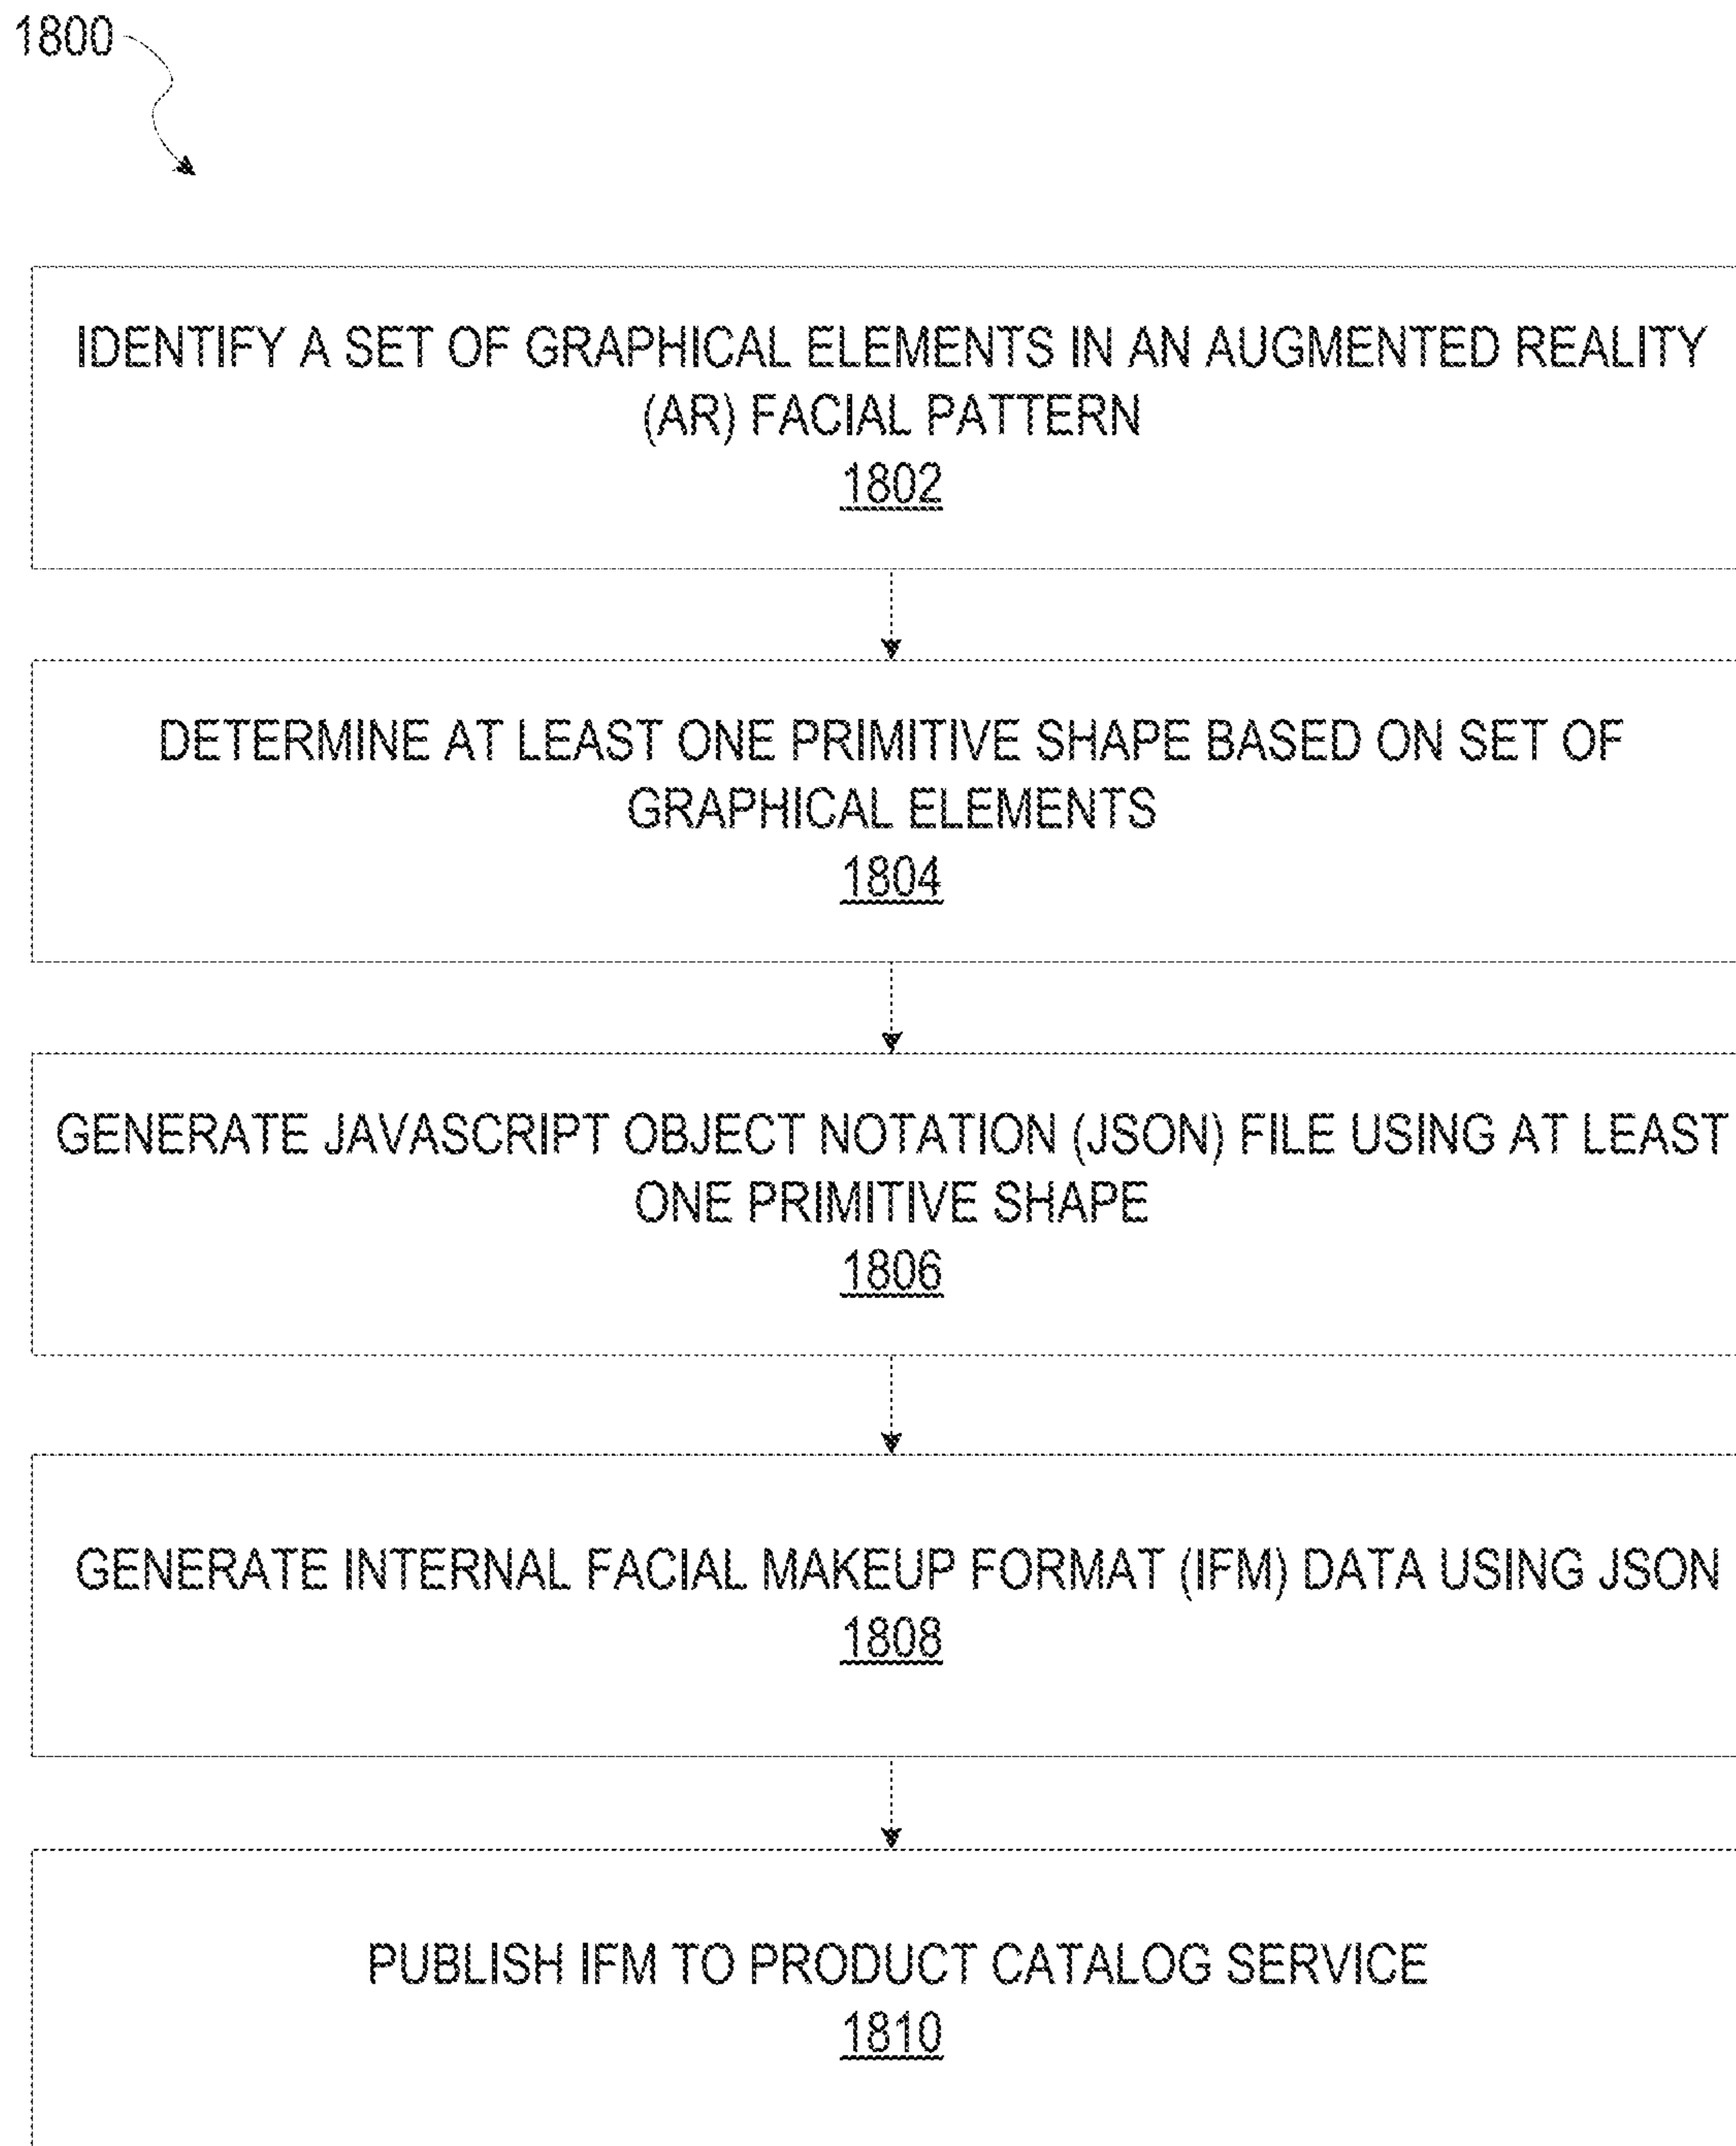 1800
IDENTIFY A SET OF GRAPHICAL ELEMENTS IN AN AUGMENTED REALITY
(AR) FACIAL PATTERN
1802
DETERMINE AT LEAST ONE PRIMITIVE SHAPE BASED ON SET OF
GRAPHICAL ELEMENTS
1804
GENERATE JAVASCRIPT OBJECT NOTATION (JSON) FILE USING AT LEAST
ONE PRIMITIVE SHAPE
1806
GENERATE INTERNAL FACIAL MAKEUP FORMAT (IFM) DATA USING JSON
1808
PUBLISH IFM TO PRODUCT CATALOG SERVICE
1810